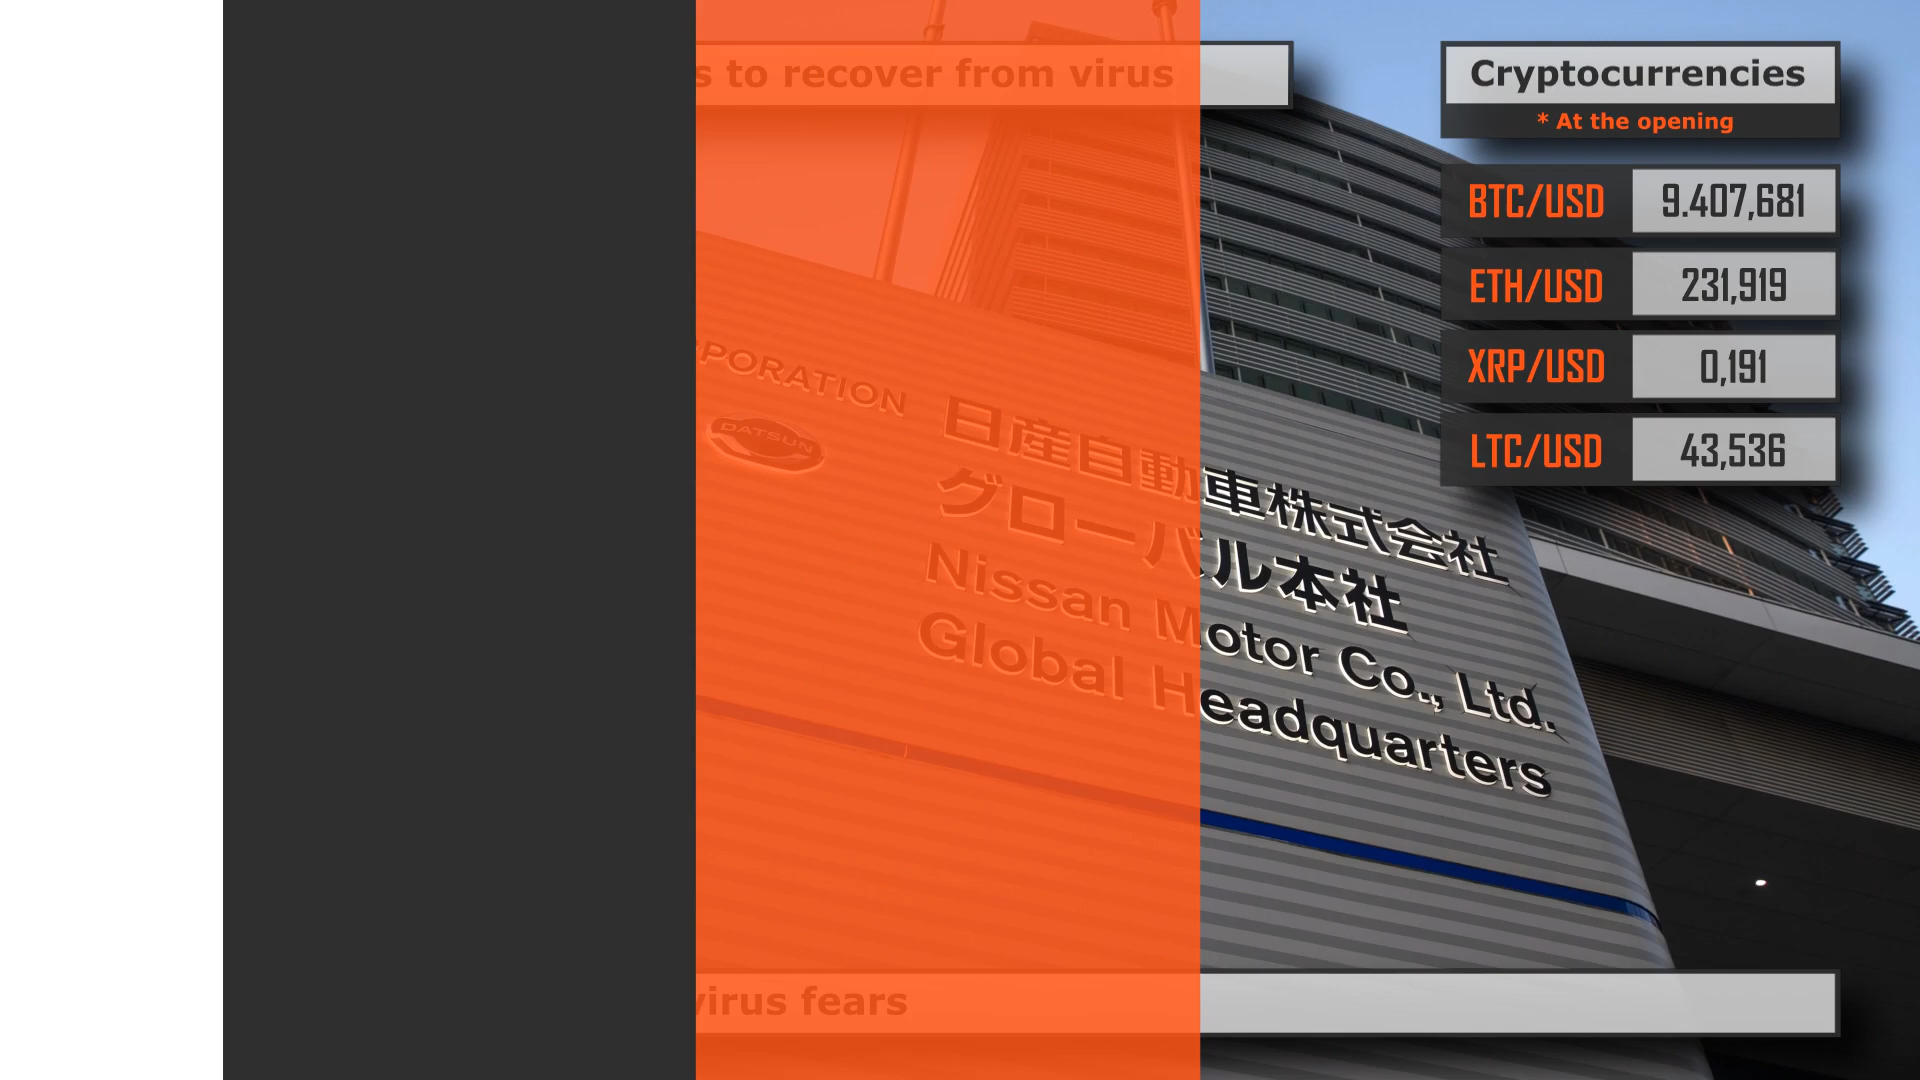 s to recover from virus
Cryptocurrencies
* At the opening
BTC/USD 9.407,681
ETH/USD 231,919
XRP/USD 0,191
LTC/USD 43,536
PORATION
DATSUN
日産自動車株式会社
グローバル本社
Nissan Motor Co., Ltd.
Global Headquarters
virus fears